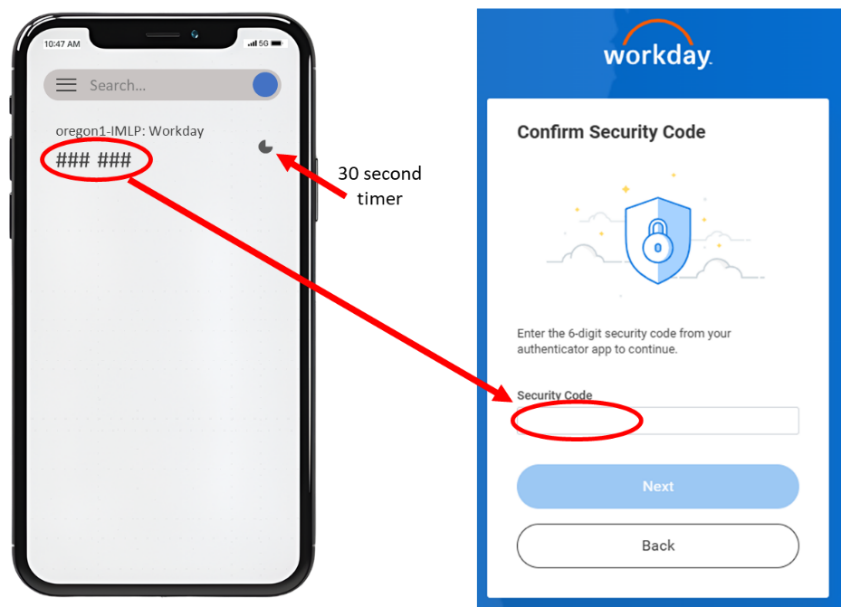 10:47 AM
5G
Search...
oregon1-IMLP: Workday
### ###
30 second
timer
workday.
Confirm Security Code
Enter the 6-digit security code from your
authenticator app to continue.
Security Code
Next
Back